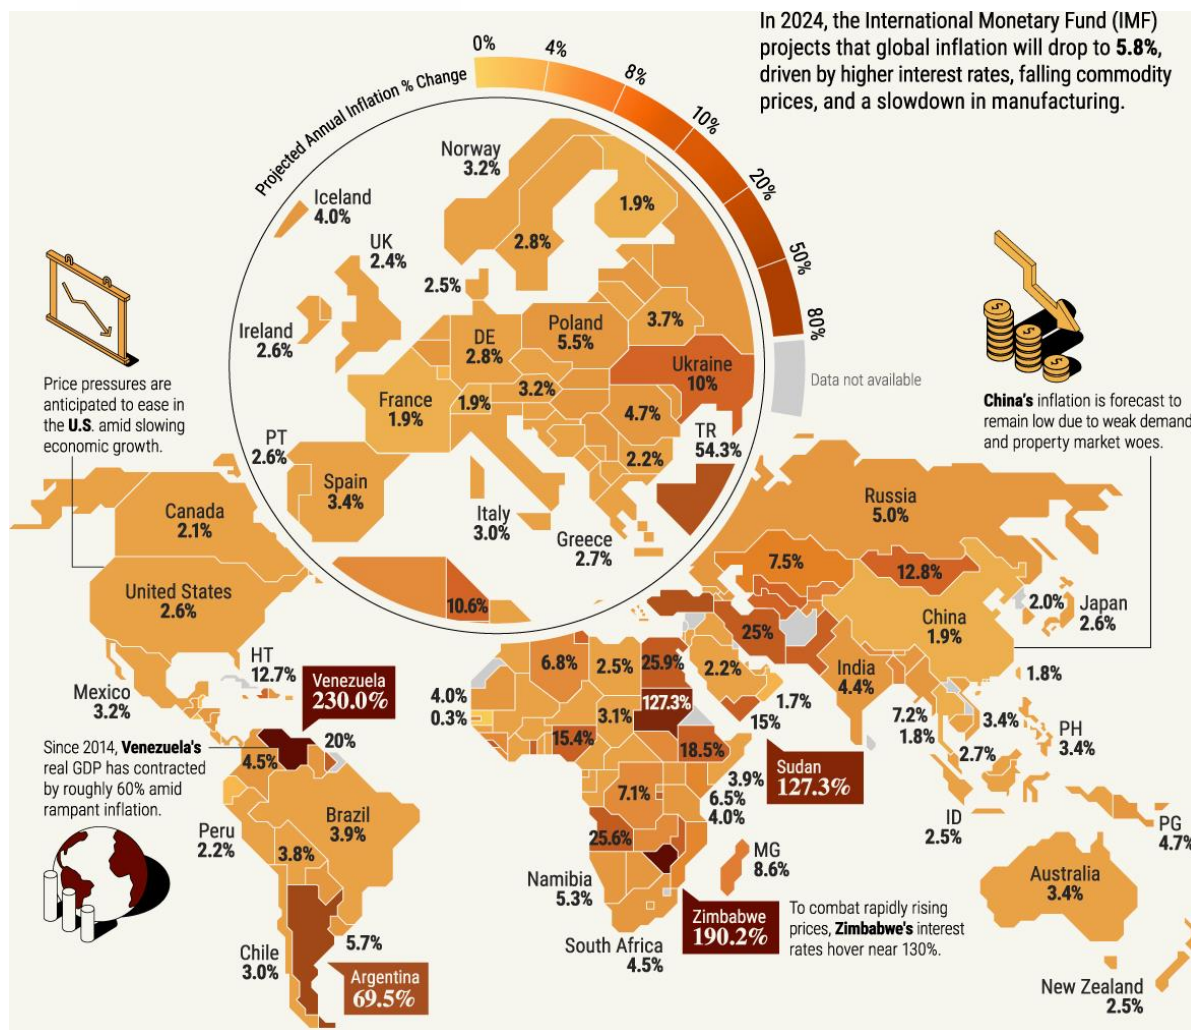 In 2024, the International Monetary Fund (IMF)
projects that global inflation will drop to 5.8%,
driven by higher interest rates, falling commodity
prices, and a slowdown in manufacturing.
Projected Annual Inflation % Change
0%
4%
8%
10%
20%
50%
80%
Data not available
Norway
3.2%
Iceland
4.0%
1.9%
UK
2.4%
2.8%
2.5%
Ireland
2.6%
DE
2.8%
Poland
5.5%
3.7%
Ukraine
10%
France
1.9%
1.9%
3.2%
4.7%
TR
54.3%
PT
2.6%
2.2%
Spain
3.4%
Italy
3.0%
Greece
2.7%
10.6%
Price pressures are
anticipated to ease in
the U.S. amid slowing
economic growth.
China's inflation is forecast to
remain low due to weak demand
and property market woes.
Canada
2.1%
United States
2.6%
Russia
5.0%
7.5%
12.8%
China
1.9%
2.0%
Japan
2.6%
HT
12.7%
Mexico
3.2%
Venezuela
230.0%
6.8%
2.5%
25.9%
25%
2.2%
India
4.4%
1.8%
4.0%
0.3%
127.3%
3.1%
15.4%
18.5%
1.7%
15%
7.2%
1.8%
3.4%
2.7%
PH
3.4%
Since 2014, Venezuela's
real GDP has contracted
by roughly 60% amid
rampant inflation.
20%
4.5%
Sudan
127.3%
3.9%
6.5%
4.0%
7.1%
Brazil
3.9%
Peru
2.2%
3.8%
25.6%
ID
2.5%
PG
4.7%
MG
8.6%
Namibia
5.3%
Australia
3.4%
Zimbabwe
190.2%
To combat rapidly rising
prices, Zimbabwe's interest
rates hover near 130%.
South Africa
4.5%
5.7%
Chile
3.0%
Argentina
69.5%
New Zealand
2.5%
$
$
$